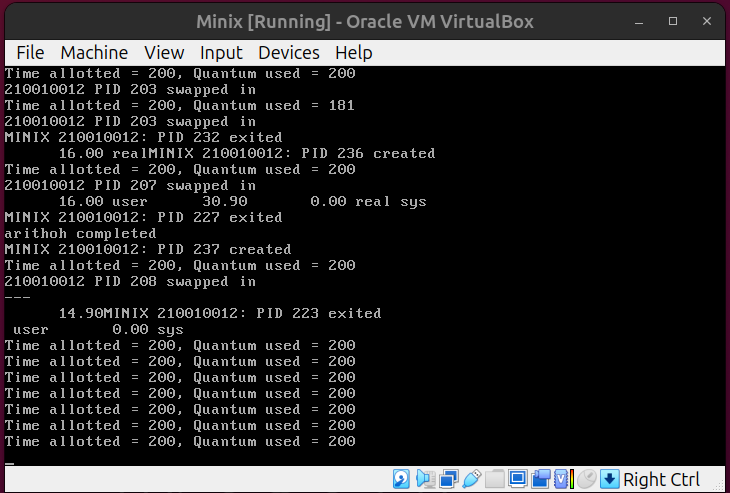 Minix [Running] - Oracle VM VirtualBox
File Machine View Input Devices Help
Time allotted = 200, Quantum used = 200
210010012 PID 203 swapped in
Time allotted = 200, Quantum used = 181
210010012 PID 203 swapped in
MINIX 210010012: PID 232 exited
16.00 realMINIX 210010012: PID 236 created
Time allotted = 200, Quantum used = 200
210010012 PID 207 swapped in
16.00 user 30.90 0.00 real sys
MINIX 210010012: PID 227 exited
arithoh completed
MINIX 210010012: PID 237 created
Time allotted = 200, Quantum used = 200
210010012 PID 208 swapped in
---
14.90MINIX 210010012: PID 223 exited
user 0.00 sys
Time allotted = 200, Quantum used = 200
Time allotted = 200, Quantum used = 200
Time allotted = 200, Quantum used = 200
Time allotted = 200, Quantum used = 200
Time allotted = 200, Quantum used = 200
Time allotted = 200, Quantum used = 200
Time allotted = 200, Quantum used = 200
Right Ctrl